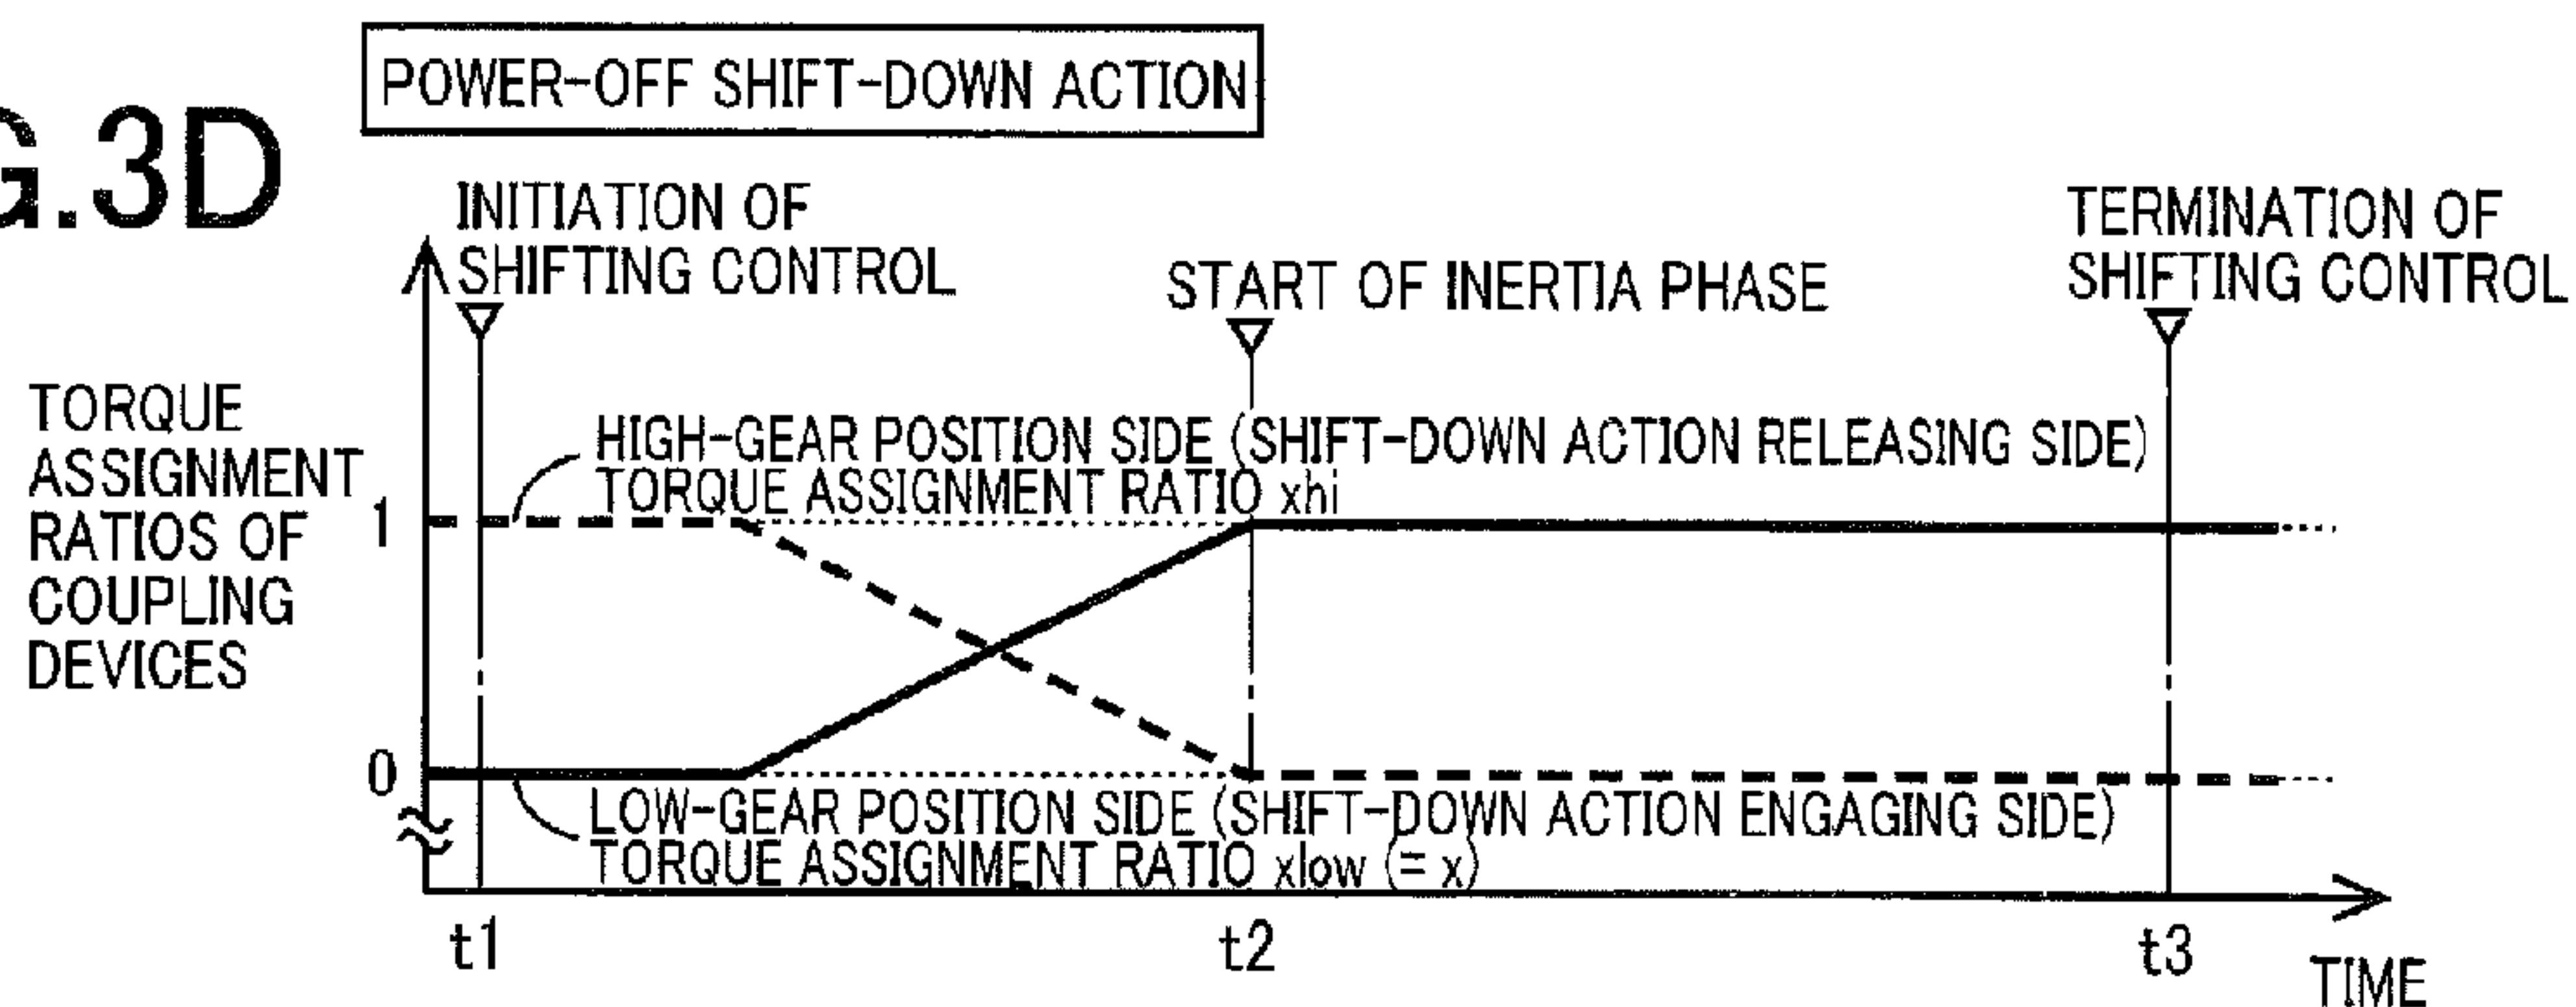 POWER-OFF SHIFT-DOWN ACTION
G.3D
INITIATION OF
SHIFTING CONTROL
START OF INERTIA PHASE
TERMINATION OF
SHIFTING CONTROL
TORQUE
ASSIGNMENT
RATIOS OF
COUPLING
DEVICES
1
HIGH-GEAR POSITION SIDE (SHIFT-DOWN ACTION RELEASING SIDE)
TORQUE ASSIGNMENT RATIO xhi
0
LOW-GEAR POSITION SIDE (SHIFT-DOWN ACTION ENGAGING SIDE)
TORQUE ASSIGNMENT RATIO xlow (= x)
t1
t2
t3
TIME